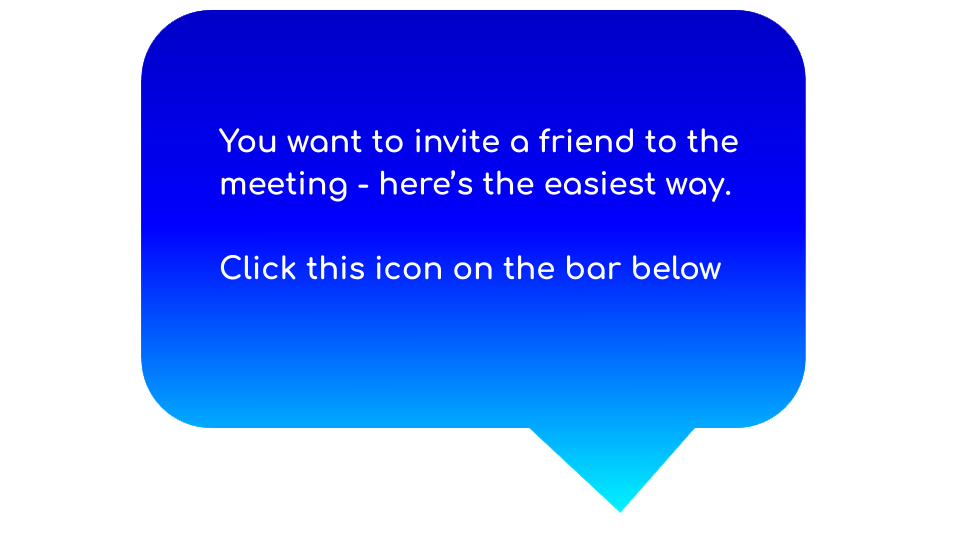 You want to invite a friend to the
meeting - here’s the easiest way.
Click this icon on the bar below